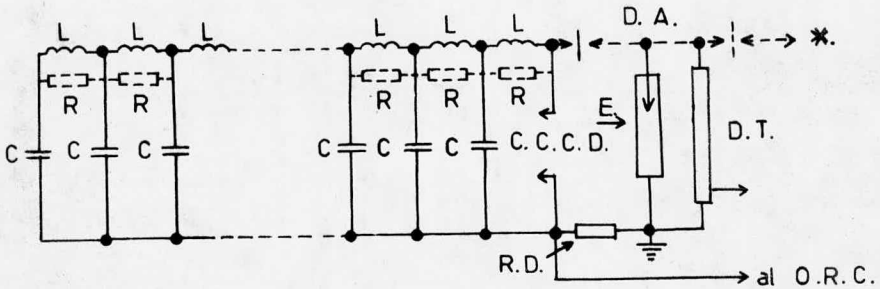 D. A.
L L L L L L
*.
R R R R R
E
C C C C C C C. C. C. D. D. T.
R. D.
al O.R.C.